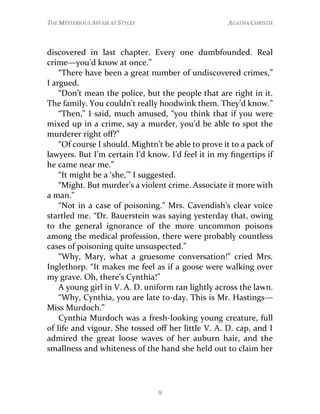 THE MYSTERIOUS AFFAIR AT STYLES AGATHA CHRISTIE
discovered in last chapter. Every one dumbfounded. Real
crime—you’d know at once.”
“There have been a great number of undiscovered crimes,”
I argued.
“Don’t mean the police, but the people that are right in it.
The family. You couldn’t really hoodwink them. They’d know.”
“Then,” I said, much amused, “you think that if you were
mixed up in a crime, say a murder, you’d be able to spot the
murderer right off?”
“Of course I should. Mightn’t be able to prove it to a pack of
lawyers. But I’m certain I’d know. I’d feel it in my fingertips if
he came near me.”
“It might be a ‘she,’” I suggested.
“Might. But murder’s a violent crime. Associate it more with
a man.”
“Not in a case of poisoning.” Mrs. Cavendish’s clear voice
startled me. “Dr. Bauerstein was saying yesterday that, owing
to the general ignorance of the more uncommon poisons
among the medical profession, there were probably countless
cases of poisoning quite unsuspected.”
“Why, Mary, what a gruesome conversation!” cried Mrs.
Inglethorp. “It makes me feel as if a goose were walking over
my grave. Oh, there’s Cynthia!”
A young girl in V. A. D. uniform ran lightly across the lawn.
“Why, Cynthia, you are late to-day. This is Mr. Hastings—
Miss Murdoch.”
Cynthia Murdoch was a fresh-looking young creature, full
of life and vigour. She tossed off her little V. A. D. cap, and I
admired the great loose waves of her auburn hair, and the
smallness and whiteness of the hand she held out to claim her
9